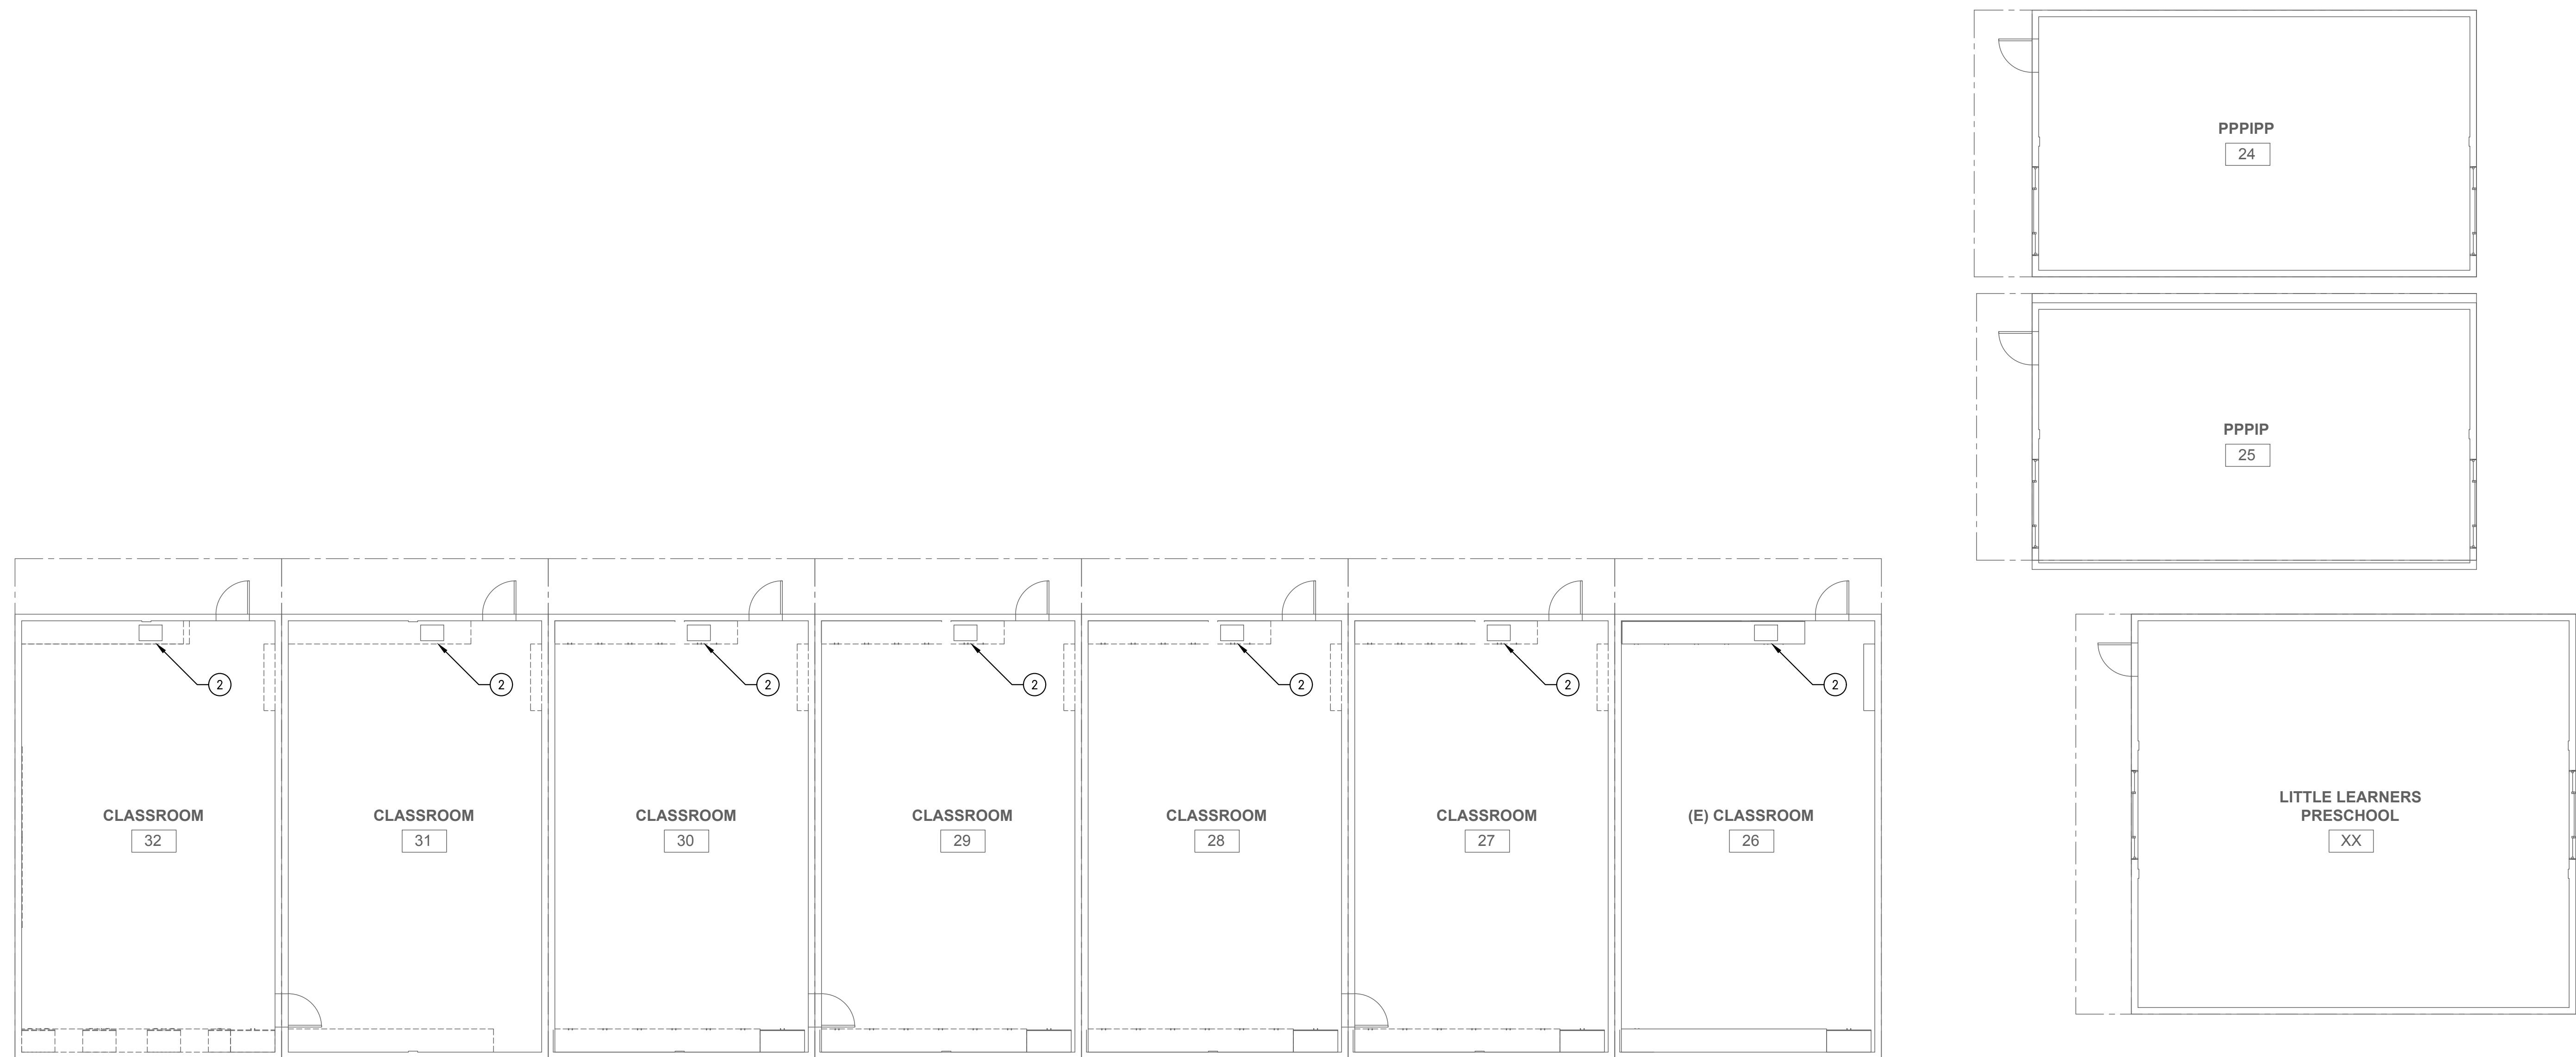 PPPIPP
24
PPPIP
25
2
2
2
2
2
2
2
CLASSROOM
32
CLASSROOM
31
CLASSROOM
30
CLASSROOM
29
CLASSROOM
28
CLASSROOM
27
(E) CLASSROOM
26
LITTLE LEARNERS
PRESCHOOL
XX